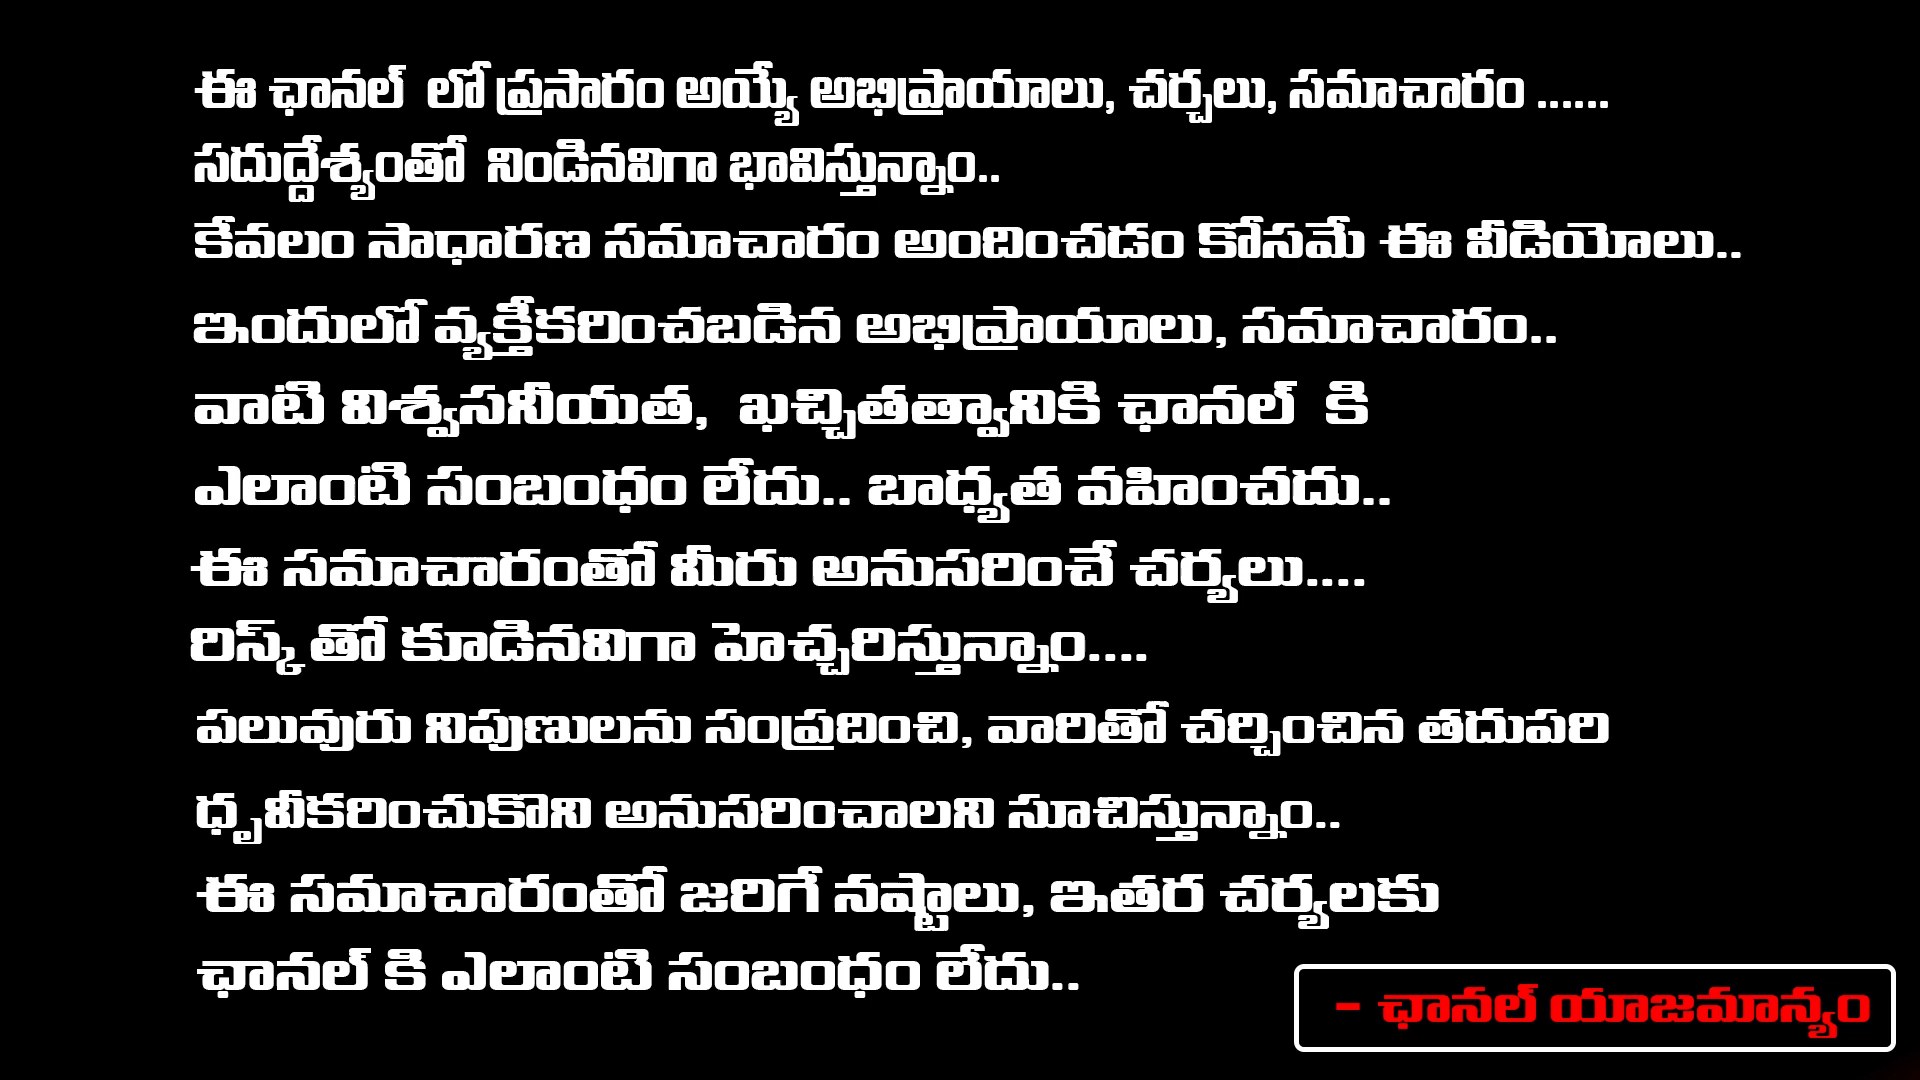 ఈ ఛానల్ లో ప్రసారం అయ్యే అభిప్రాయాలు, చర్చలు, సమాచారం ......
సదుద్దేశ్యంతో నిండినవిగా భావిస్తున్నాం..
కేవలం సాధారణ సమాచారం అందించడం కోసమే ఈ వీడియోలు..
ఇందులో వ్యక్తీకరించబడిన అభిప్రాయాలు, సమాచారం..
వాటి విశ్వసనీయత, ఖచ్చితత్వానికి ఛానల్ కి
ఎలాంటి సంబంధం లేదు.. బాధ్యత వహించదు..
ఈ సమాచారంతో మీరు అనుసరించే చర్యలు....
రిస్క్ తో కూడినవిగా హెచ్చరిస్తున్నాం....
పలువురు నిపుణులను సంప్రదించి, వారితో చర్చించిన తదుపరి
ధృవీకరించుకొని అనుసరించాలని సూచిస్తున్నాం..
ఈ సమాచారంతో జరిగే నష్టాలు, ఇతర చర్యలకు
ఛానల్ కి ఎలాంటి సంబంధం లేదు..
- ఛానల్ యాజమాన్యం